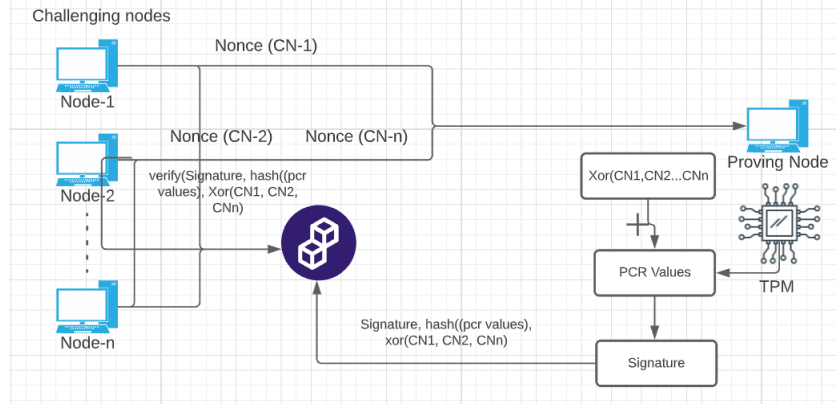 Challenging nodes
Nonce (CN-1)
Node-1
Nonce (CN-2)
Nonce (CN-n)
Proving Node
verify(Signature, hash((pcr
values), Xor(CN1, CN2,
CNn)
Xor(CN1,CN2...CNn
Node-2
+
PCR Values
TPM
Node-n
Signature, hash((pcr values),
xor(CN1, CN2, CNn)
Signature